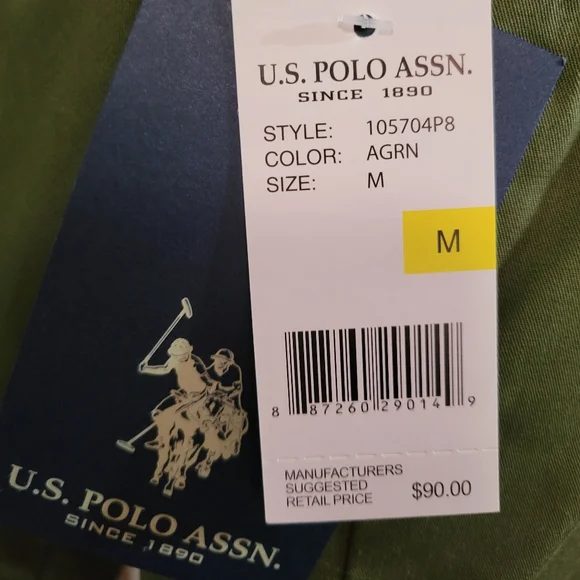 U.S. POLO ASSN.
SINCE 1890
STYLE: 105704P8
COLOR: AGRN
SIZE: M
M
8 87260 29014 9
MANUFACTURERS
SUGGESTED
RETAIL PRICE $90.00
U.S. POLO ASSN.
SINCE 1890